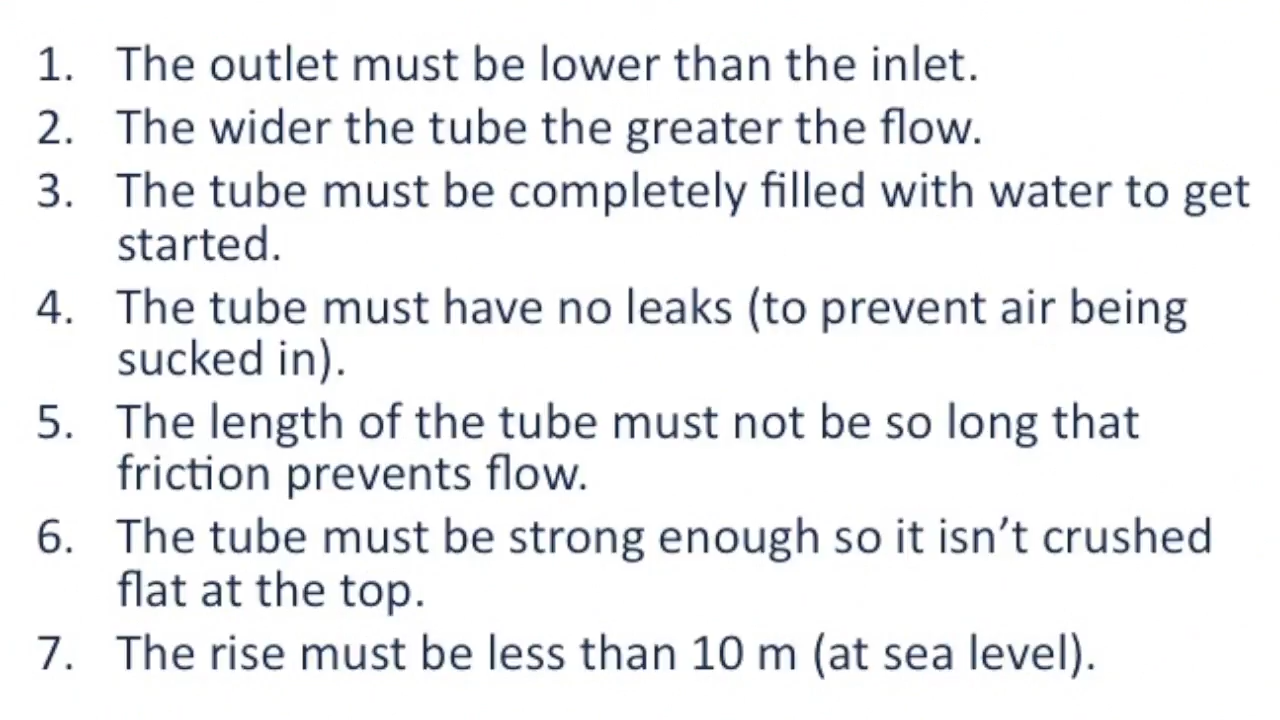 1. The outlet must be lower than the inlet.
2. The wider the tube the greater the flow.
3. The tube must be completely filled with water to get
started.
4. The tube must have no leaks (to prevent air being
sucked in).
5. The length of the tube must not be so long that
friction prevents flow.
6. The tube must be strong enough so it isn’t crushed
flat at the top.
7. The rise must be less than 10 m (at sea level).